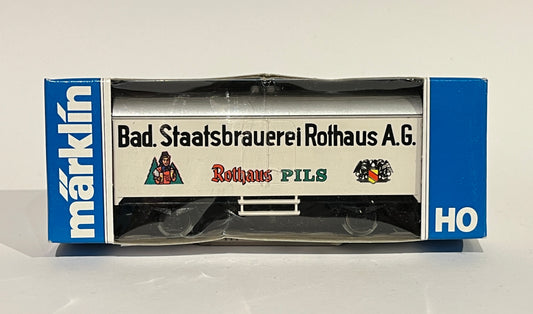 märklin
Bad. Staatsbrauerei Rothaus A.G.
Rothaus PILS
HO